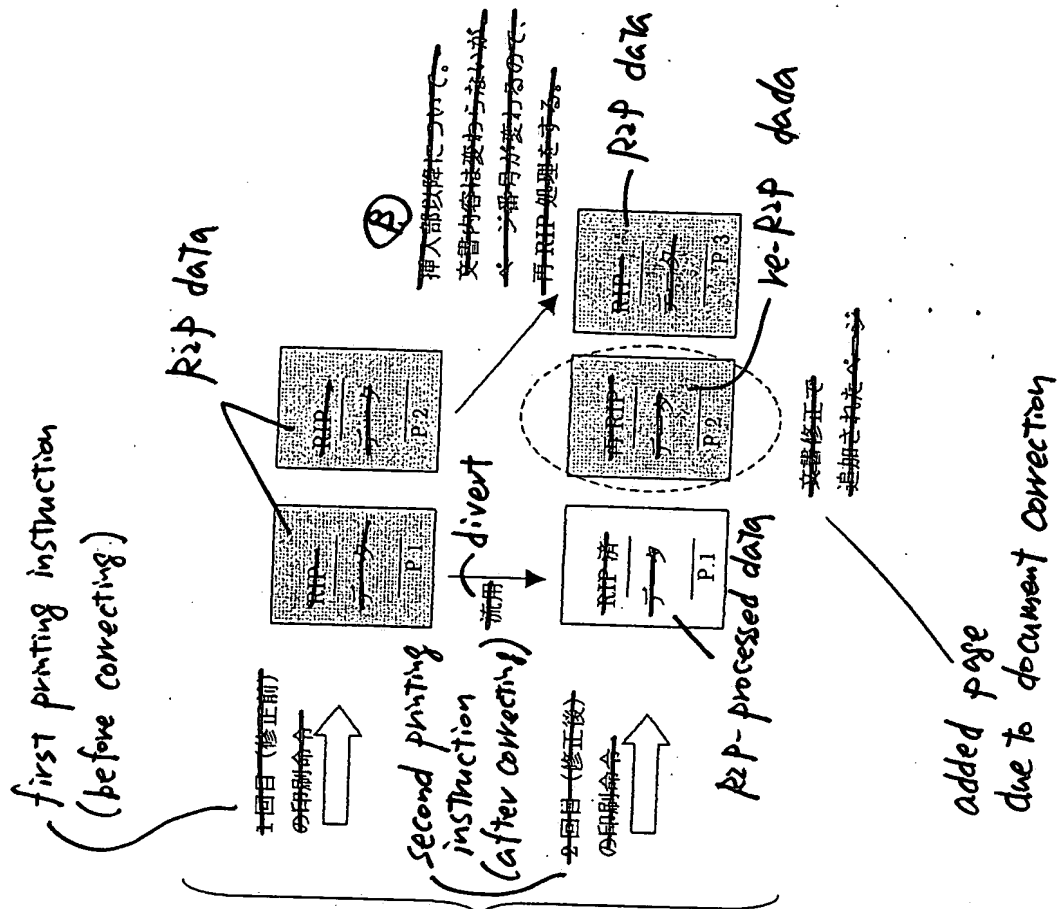 first printing instruction
(before correcting)
1回目（修正前）
の印刷命令
RIP data
RIP
データ
P.1
RIP
データ
P.2
流用
divert
B
挿入部以降について。
文書内容は変わらないが
ページ番号が変わるので、
再RIP処理をする。
second printing
instruction
(after correcting)
2回目（修正後）
の印刷命令
RIP済
データ
P.1
RIP-processed data
再RIP
データ
P.2
re-RIP dada
RIP
データ
P.3
RIP data
文書修正で
追加されたページ
added page
due to document correction